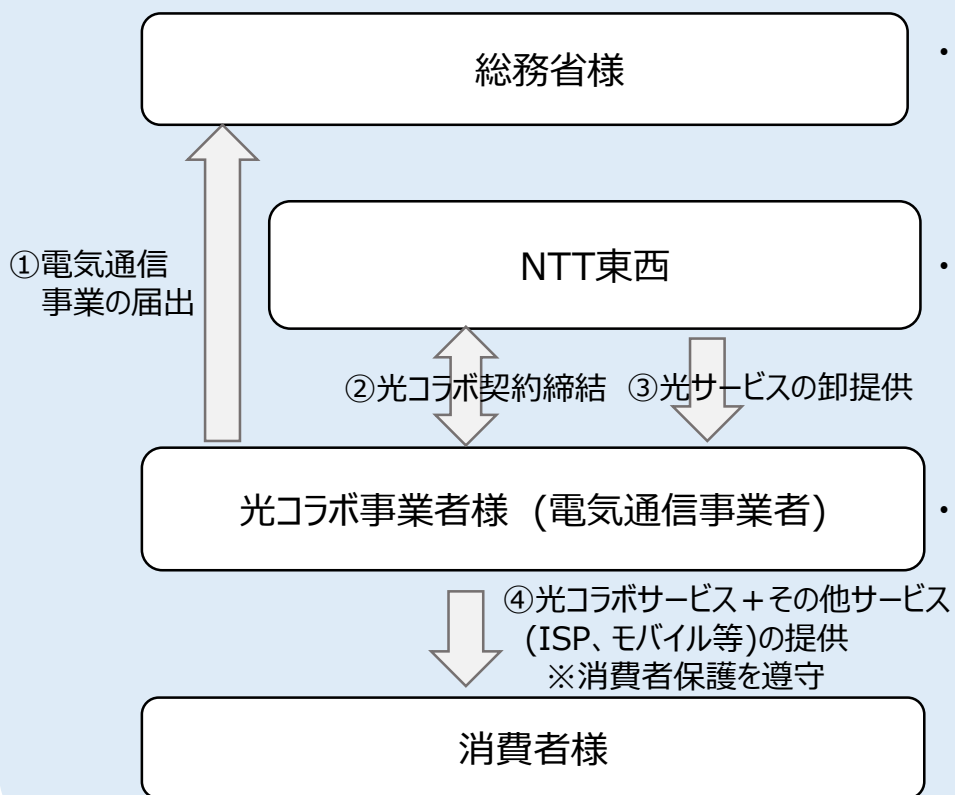 総務省様
①電気通信
事業の届出
NTT東西
②光コラボ契約締結 ③光サービスの卸提供
光コラボ事業者様 (電気通信事業者)
④光コラボサービス＋その他サービス
(ISP、モバイル等)の提供
※消費者保護を遵守
消費者様